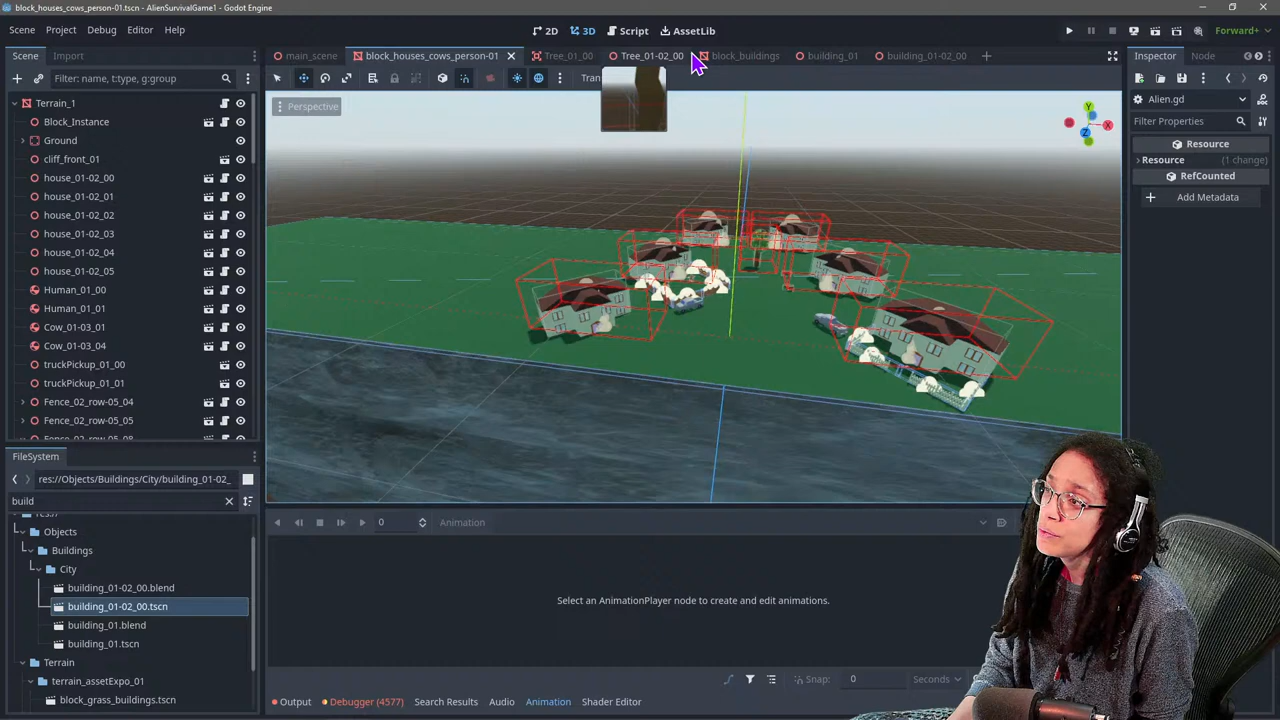 block_houses_cows_person-01.tscn - AlienSurvivalGame1 - Godot Engine
Scene Project Debug Editor Help
2D 3D Script AssetLib
Forward+
Scene Import
main_scene block_houses_cows_person-01 Tree_01_00 Tree_01-02_00 block_buildings building_01 building_01-02_00
Inspector Node
Filter: name, t:type, g:group
Tran
Alien.gd
Perspective
Y X Z
Filter Properties
Terrain_1
Block_Instance
Ground
cliff_front_01
house_01-02_00
house_01-02_01
house_01-02_02
house_01-02_03
house_01-02_04
house_01-02_05
Human_01_00
Human_01_01
Cow_01-03_01
Cow_01-03_04
truckPickup_01_00
truckPickup_01_01
Fence_02_row-05_04
Fence_02_row-05_05
Fence_02_row-05_08
Resource
Resource (1 change)
RefCounted
Add Metadata
FileSystem
res://Objects/Buildings/City/building_01-02_
build
res://
Objects
Buildings
City
building_01-02_00.blend
building_01-02_00.tscn
building_01.blend
building_01.tscn
Terrain
terrain_assetExpo_01
block_grass_buildings.tscn
0 Animation
Select an AnimationPlayer node to create and edit animations.
Snap: 0 Seconds
Output Debugger (4577) Search Results Audio Animation Shader Editor